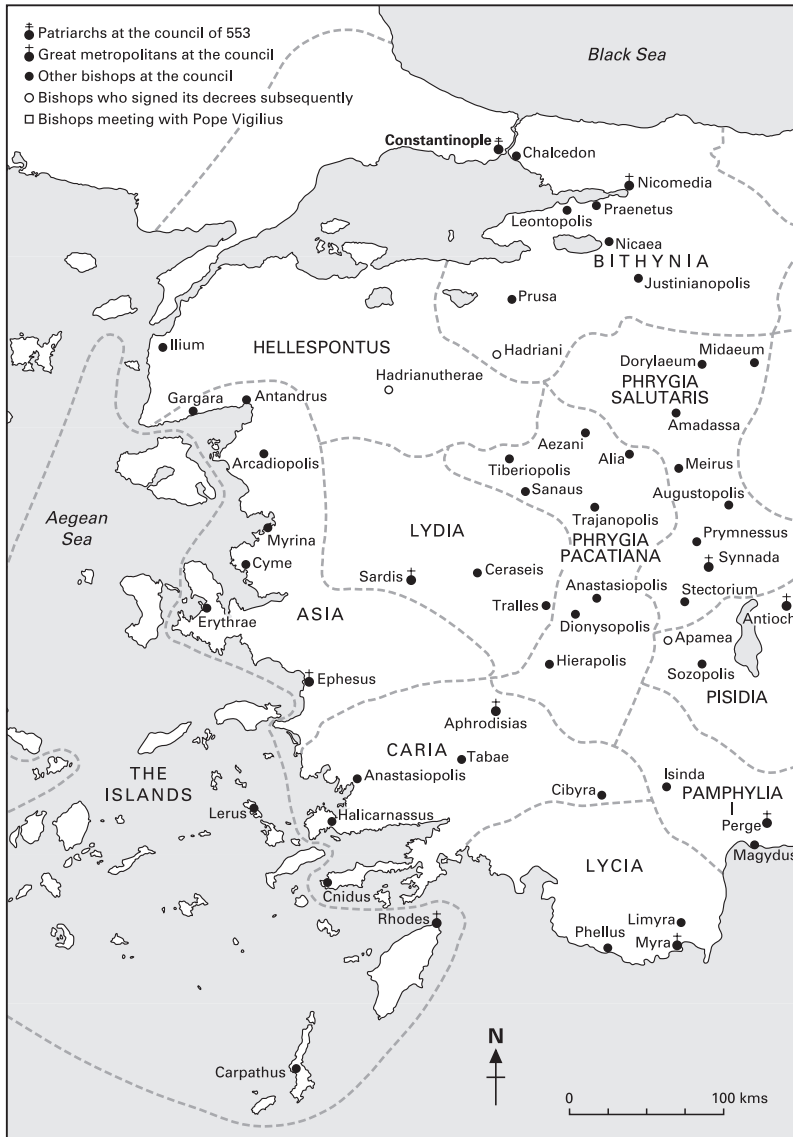 Patriarchs at the council of 553
Great metropolitans at the council
Other bishops at the council
Bishops who signed its decrees subsequently
Bishops meeting with Pope Vigilius
Black Sea
Constantinople
Chalcedon
Nicomedia
Praenetus
Leontopolis
Nicaea
BITHYNIA
Justinianopolis
Prusa
Ilium
HELLESPONTUS
Hadriani
Hadrianutherae
Dorylaeum
Midaeum
PHRYGIA
SALUTARIS
Gargara
Antandrus
Amadassa
Aezani
Arcadiopolis
Tiberiopolis
Alia
Meirus
Sanaus
Augustopolis
Aegean
Sea
Trajanopolis
Myrina
LYDIA
PHRYGIA
PACATIANA
Prymnessus
Cyme
Synnada
Sardis
Ceraseis
Anastasiopolis
Stectorium
Tralles
Antioch
Erythrae
ASIA
Dionysopolis
Apamea
Hierapolis
Sozopolis
Ephesus
PISIDIA
Aphrodisias
CARIA
Tabae
THE
ISLANDS
Anastasiopolis
Cibyra
Isinda
PAMPHYLIA
I
Lerus
Halicarnassus
Perge
Magydus
LYCIA
Cnidus
Rhodes
Limyra
Phellus
Myra
N
Carpathus
0
100 kms